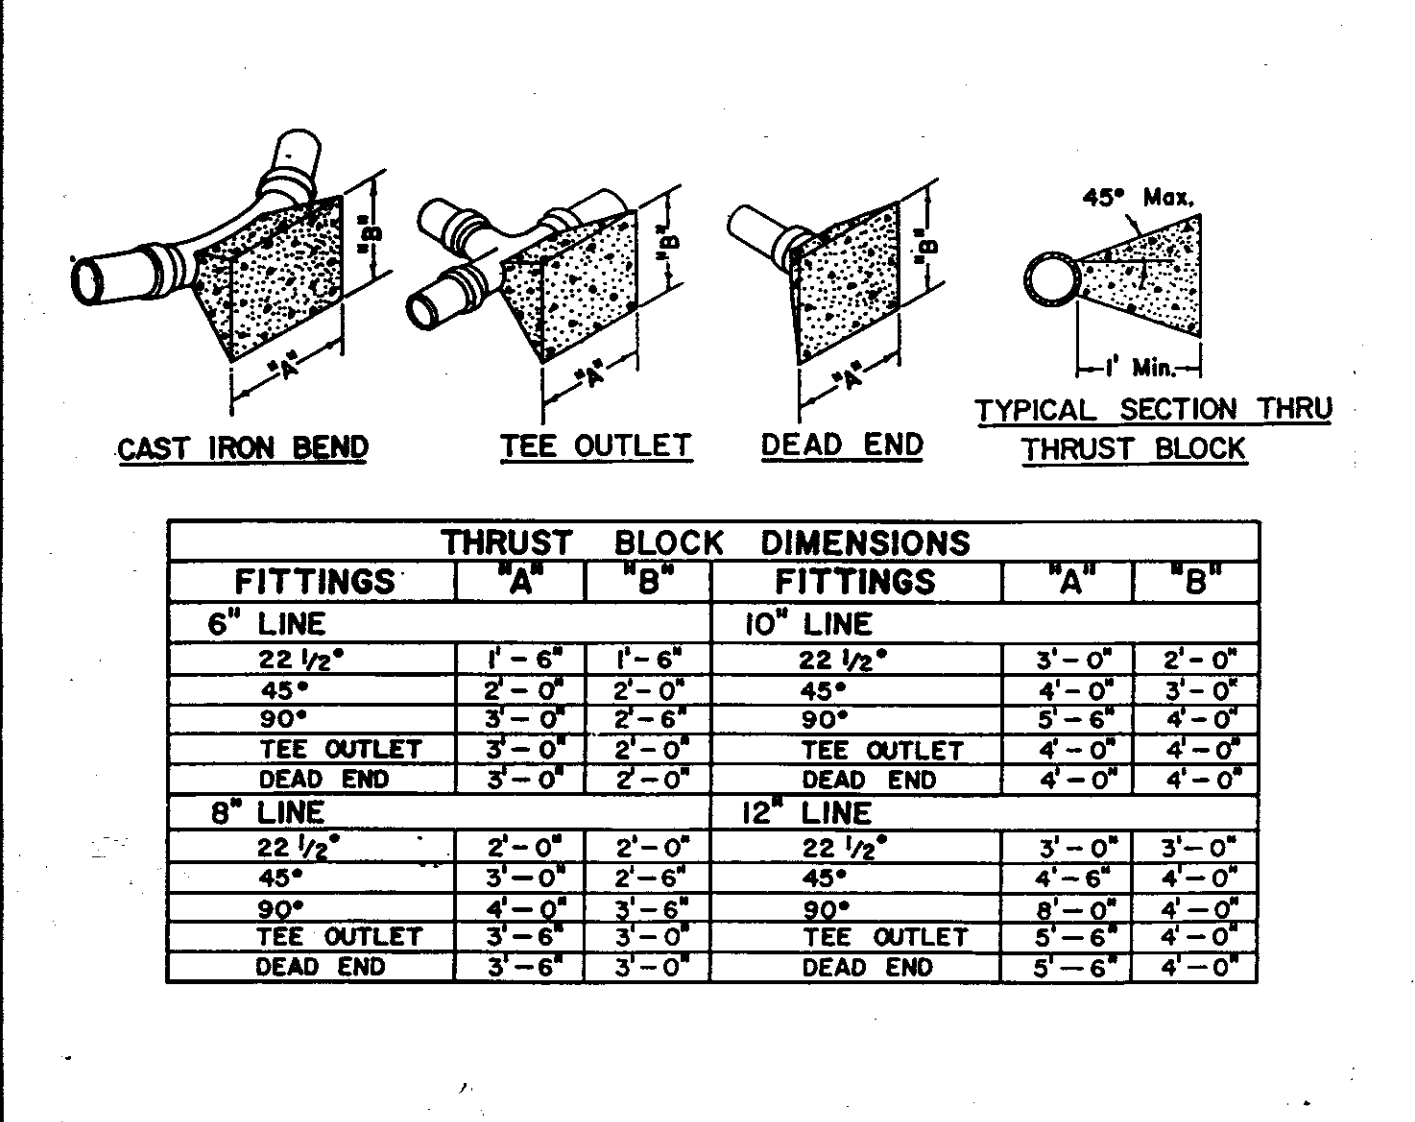 "B"
"A"
CAST IRON BEND
"B"
"A"
TEE OUTLET
"B"
"A"
DEAD END
45° Max.
1' Min.
TYPICAL SECTION THRU
THRUST BLOCK
THRUST BLOCK DIMENSIONS
FITTINGS "A" "B" FITTINGS "A" "B"
6" LINE 10" LINE
22 1/2° 1'-6" 1'-6" 22 1/2° 3'-0" 2'-0"
45° 2'-0" 2'-0" 45° 4'-0" 3'-0"
90° 3'-0" 2'-6" 90° 5'-6" 4'-0"
TEE OUTLET 3'-0" 2'-0" TEE OUTLET 4'-0" 4'-0"
DEAD END 3'-0" 2'-0" DEAD END 4'-0" 4'-0"
8" LINE 12" LINE
22 1/2° 2'-0" 2'-0" 22 1/2° 3'-0" 3'-0"
45° 3'-0" 2'-6" 45° 4'-6" 4'-0"
90° 4'-0" 3'-6" 90° 8'-0" 4'-0"
TEE OUTLET 3'-6" 3'-0" TEE OUTLET 5'-6" 4'-0"
DEAD END 3'-6" 3'-0" DEAD END 5'-6" 4'-0"